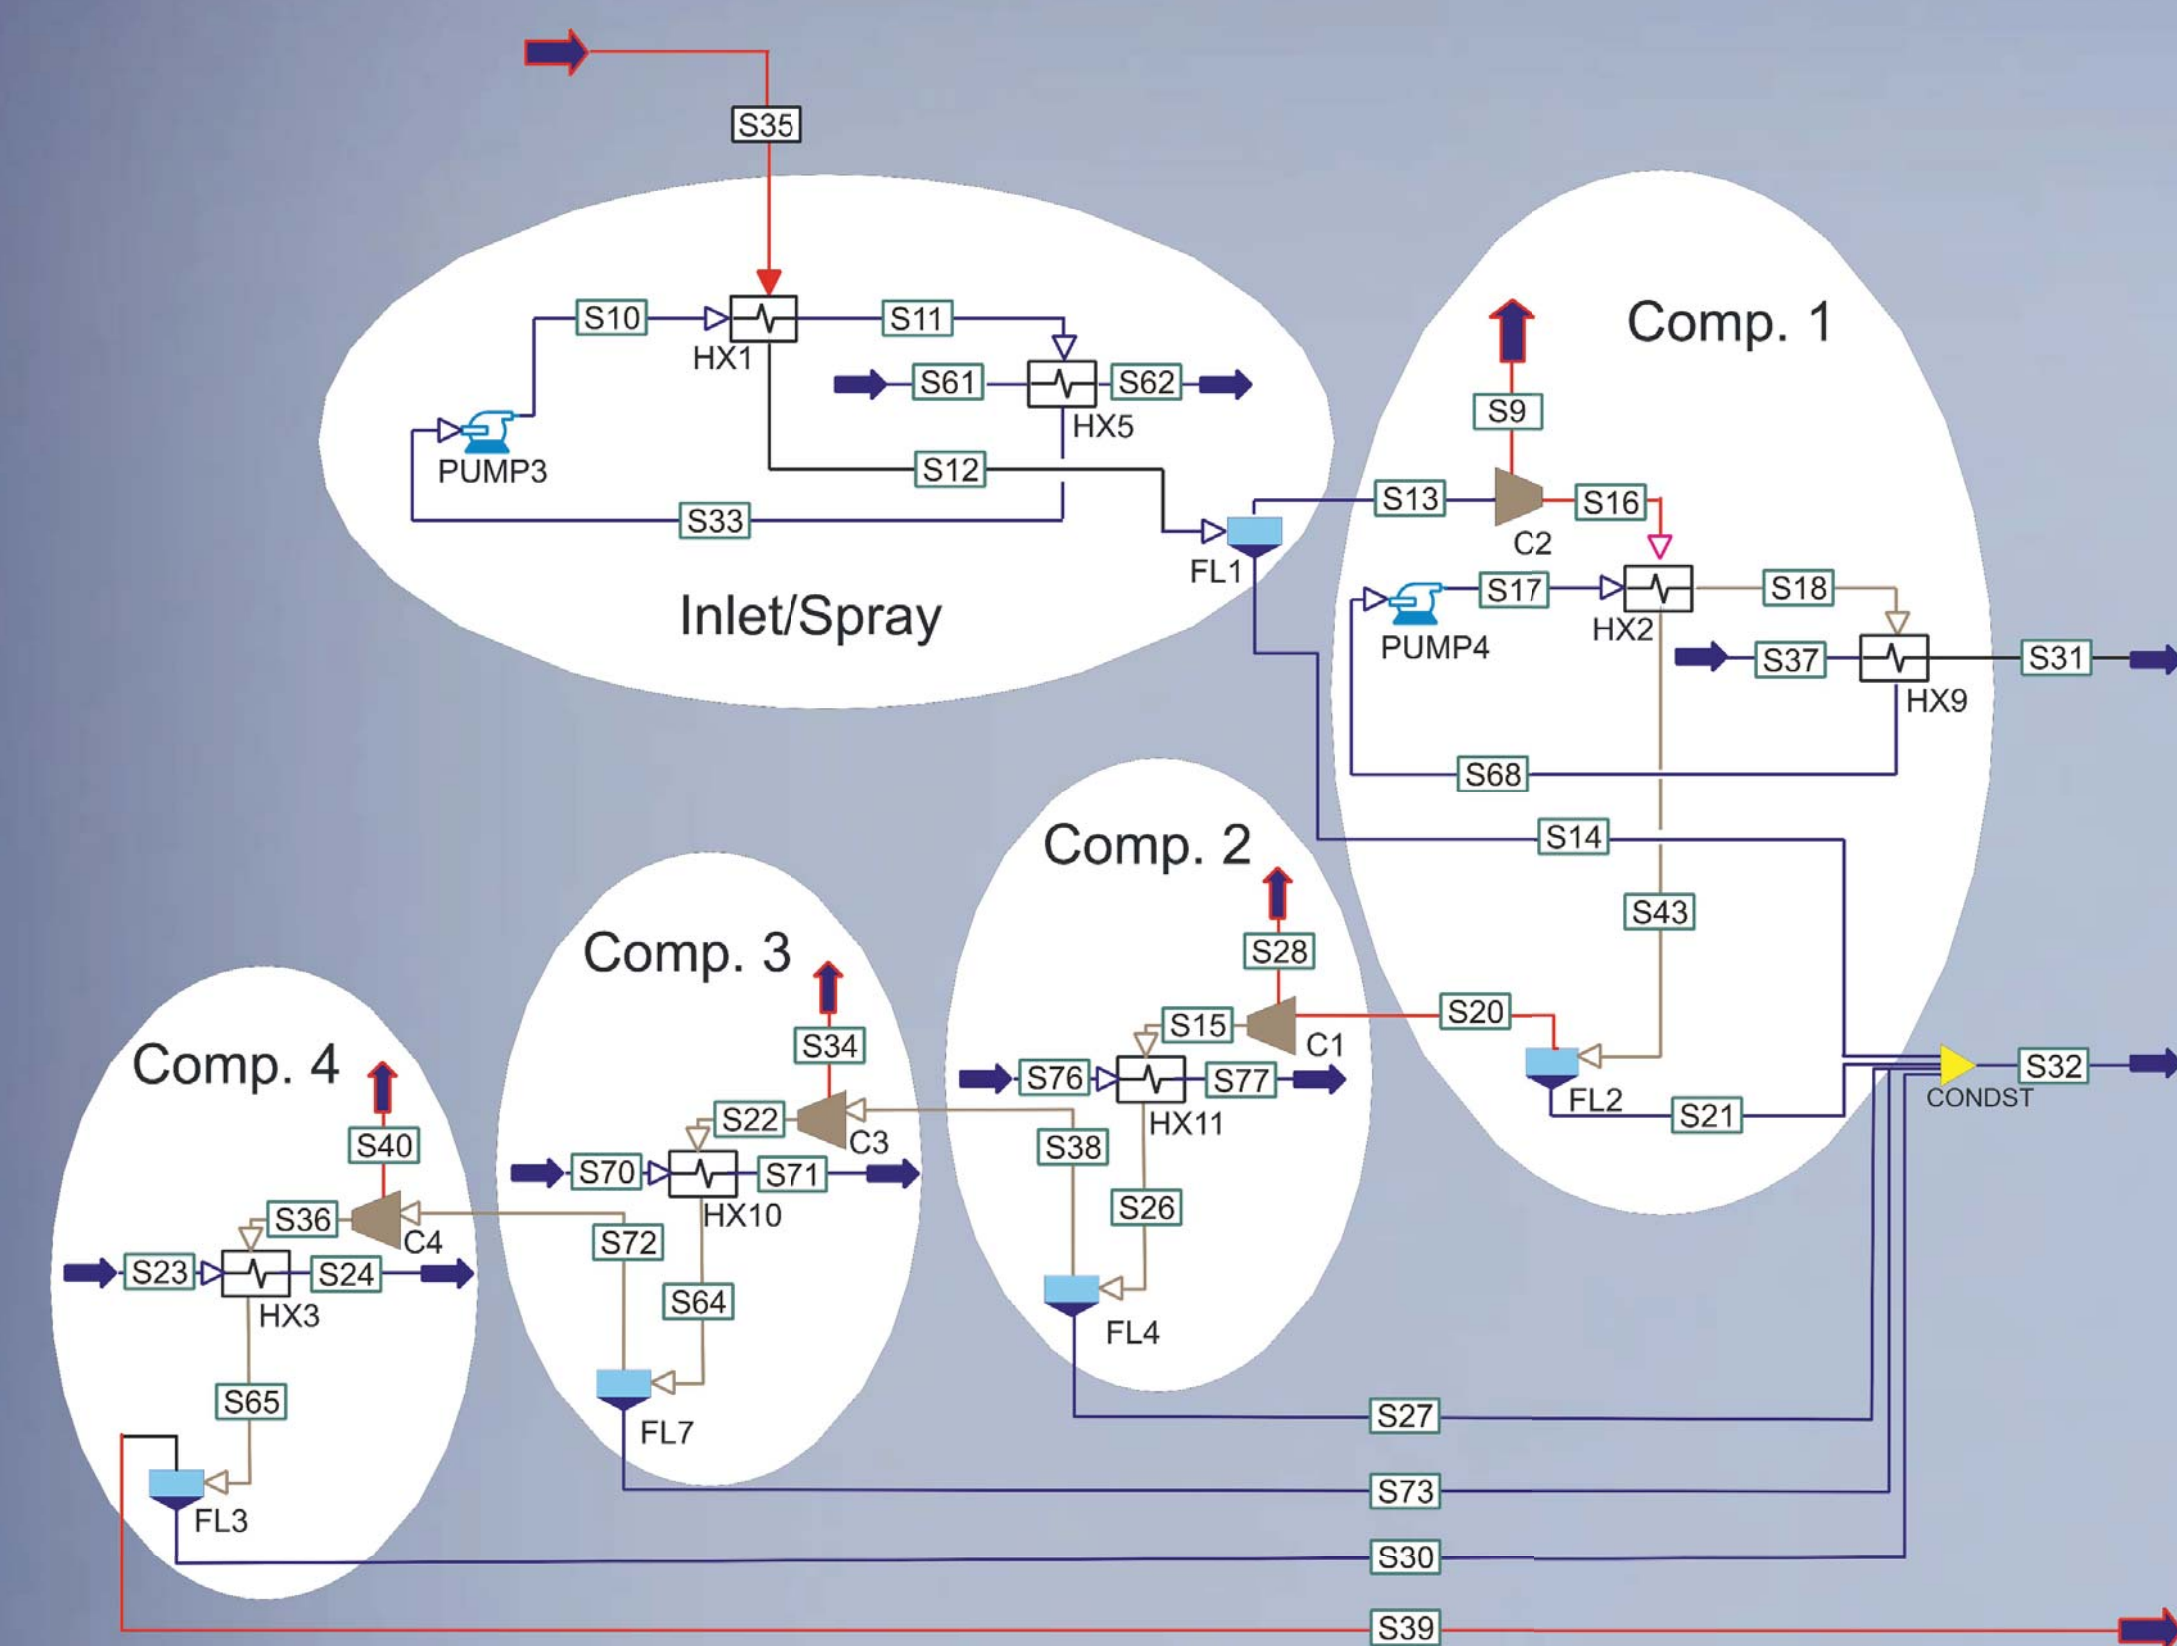 S35
S10
S11
HX1
S61
S62
HX5
PUMP3
S12
S33
FL1
Inlet/Spray
Comp. 1
S9
S13
S16
C2
S17
S18
PUMP4
HX2
S37
S31
HX9
S68
S14
S43
S20
FL2
S21
CONDST
S32
Comp. 2
S28
S15
C1
S76
S77
HX11
S38
S26
FL4
Comp. 3
S34
S22
C3
S70
S71
HX10
S72
S64
FL7
Comp. 4
S40
S36
C4
S23
S24
HX3
S65
FL3
S27
S73
S30
S39